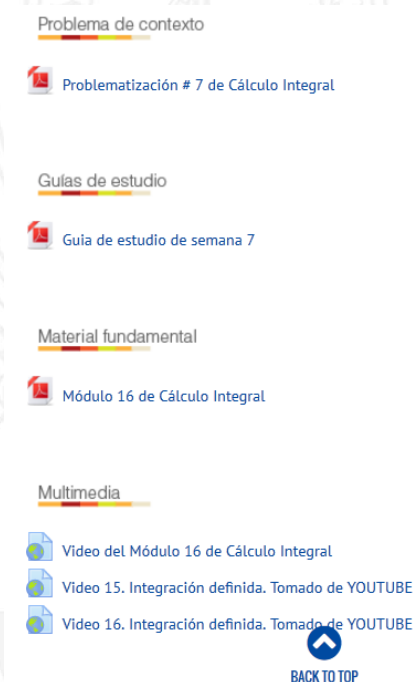 Problema de contexto
Problematización # 7 de Cálculo Integral
Guías de estudio
Guia de estudio de semana 7
Material fundamental
Módulo 16 de Cálculo Integral
Multimedia
Video del Módulo 16 de Cálculo Integral
Video 15. Integración definida. Tomado de YOUTUBE
Video 16. Integración definida. Tomado de YOUTUBE
BACK TO TOP